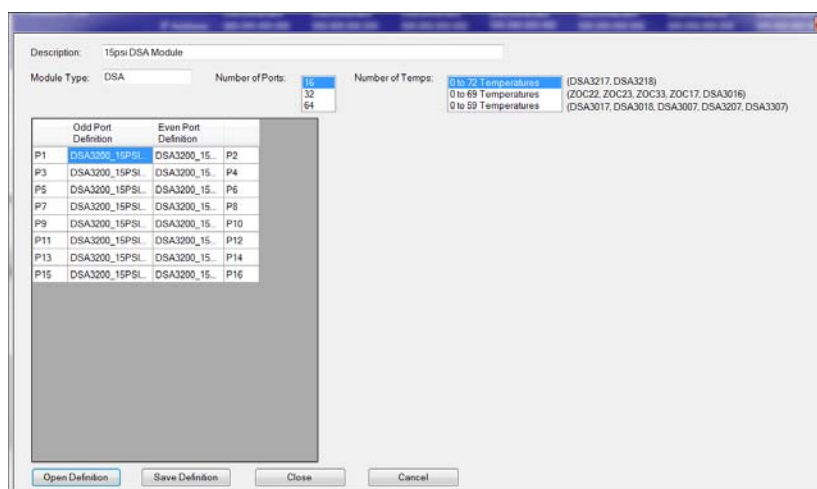 Description: 15psi DSA Module
Module Type: DSA Number of Ports: 16 Number of Temps: 0 to 72 Temperatures (DSA3217, DSA3218)
32 0 to 69 Temperatures (ZOC22, ZOC23, ZOC33, ZOC17, DSA3016)
64 0 to 59 Temperatures (DSA3017, DSA3018, DSA3007, DSA3207, DSA3307)
Odd Port Even Port
Definition Definition
P1 DSA3200_15PSI... DSA3200_15... P2
P3 DSA3200_15PSI... DSA3200_15... P4
P5 DSA3200_15PSI... DSA3200_15... P6
P7 DSA3200_15PSI... DSA3200_15... P8
P9 DSA3200_15PSI... DSA3200_15... P10
P11 DSA3200_15PSI... DSA3200_15... P12
P13 DSA3200_15PSI... DSA3200_15... P14
P15 DSA3200_15PSI... DSA3200_15... P16
Open Definition Save Definition Close Cancel